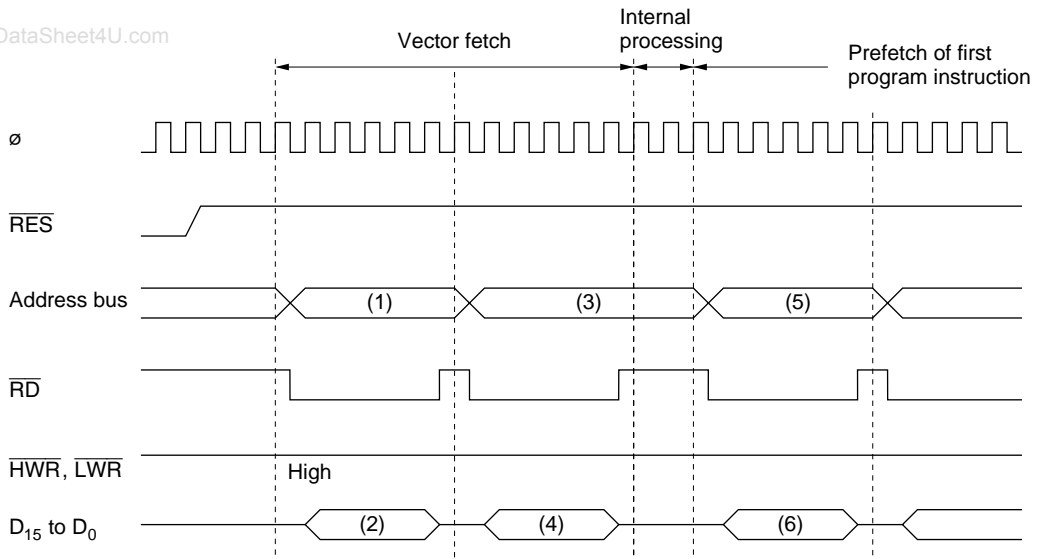 DataSheet4U.com
Vector fetch
Internal
processing
Prefetch of first
program instruction
ø
RES
Address bus
(1)
(3)
(5)
RD
HWR, LWR
High
D15 to D0
(2)
(4)
(6)